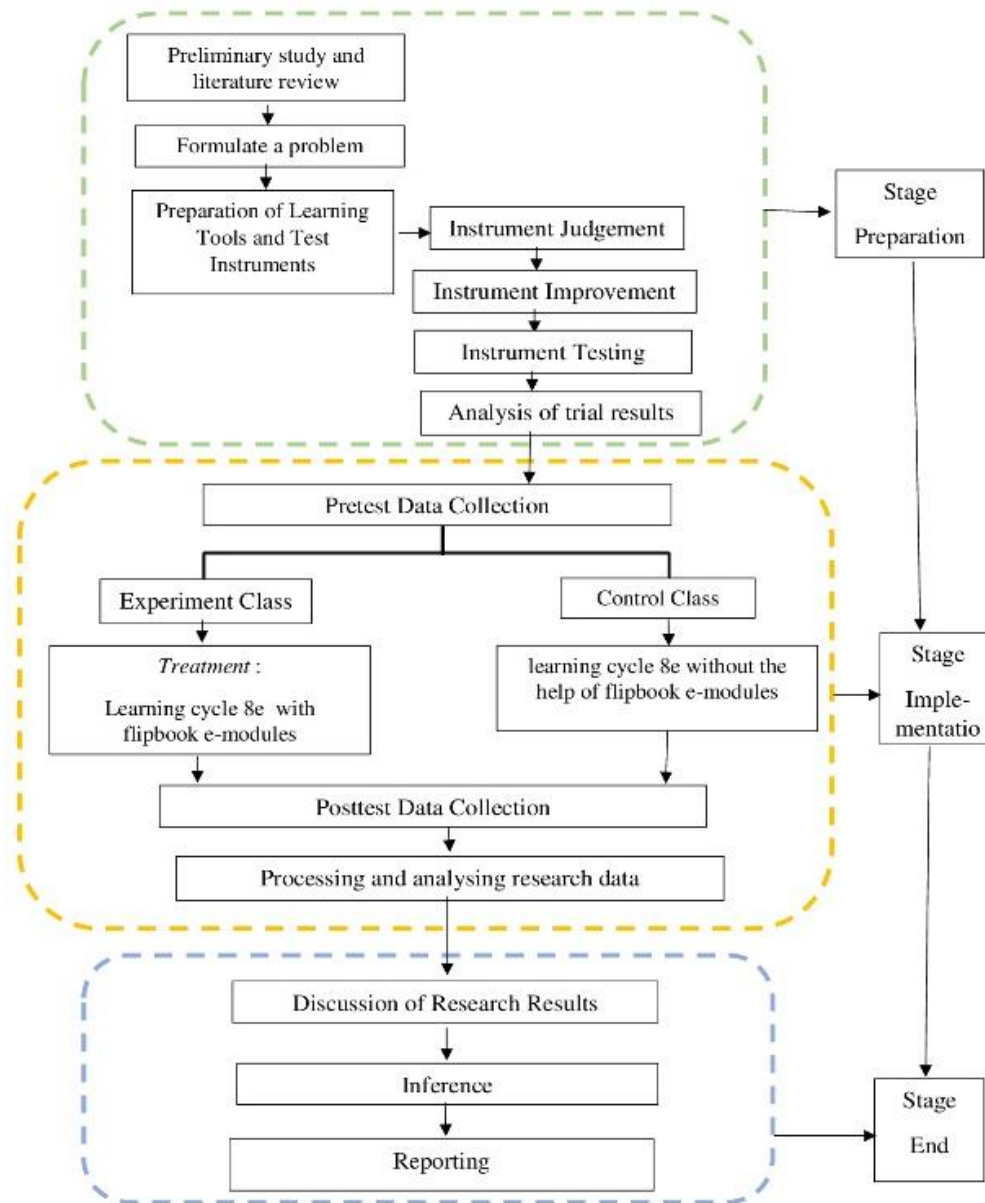 Preliminary study and
literature review
Formulate a problem
Preparation of Learning
Tools and Test
Instruments
Instrument Judgement
Instrument Improvement
Instrument Testing
Analysis of trial results
Stage
Preparation
Pretest Data Collection
Experiment Class
Control Class
Treatment :
Learning cycle 8e with
flipbook e-modules
learning cycle 8e without the
help of flipbook e-modules
Stage
Imple-
mentatio
Posttest Data Collection
Processing and analysing research data
Discussion of Research Results
Inference
Reporting
Stage
End